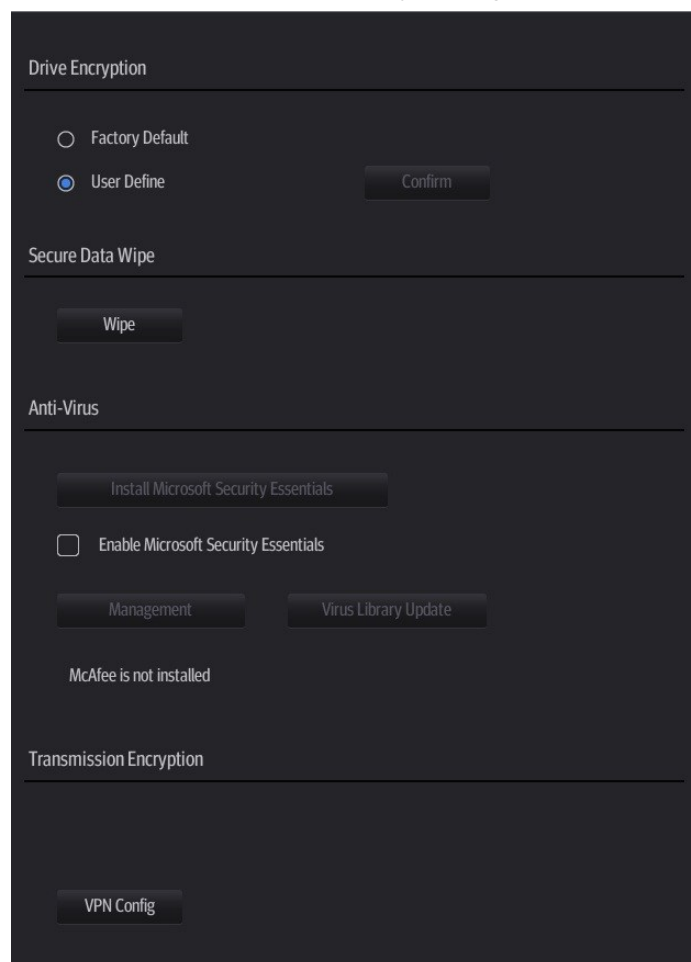 Drive Encryption
Factory Default
User Define Confirm
Secure Data Wipe
Wipe
Anti-Virus
Install Microsoft Security Essentials
Enable Microsoft Security Essentials
Management Virus Library Update
McAfee is not installed
Transmission Encryption
VPN Config